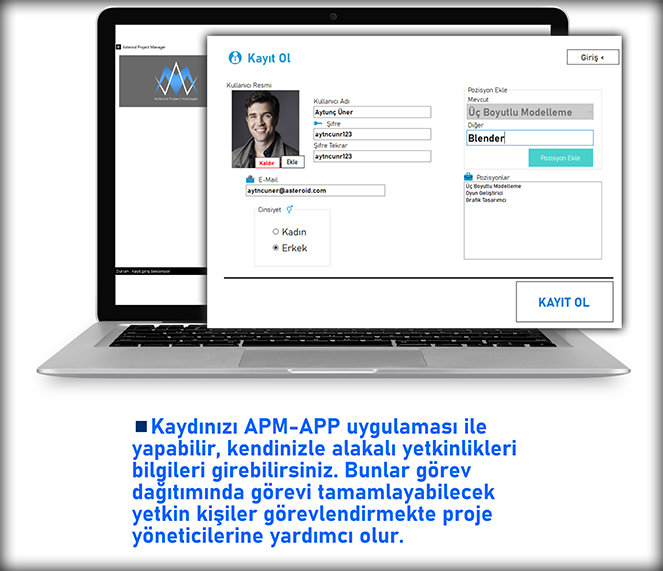 Asteroid Project Manager
Asteroid Project Manager
Kayıt Ol
Giriş <
Kullanıcı Resmi
Kaldır
Ekle
Kullanıcı Adı
Aytunç Üner
Şifre
aytncunr123
Şifre Tekrar
aytncunr123
E-Mail
aytncuner@asteroid.com
Cinsiyet
Kadın
Erkek
Pozisyon Ekle
Mevcut
Üç Boyutlu Modelleme
Diğer
Blender
Pozisyon Ekle
Pozisyonlar
Üç Boyutlu Modelleme
Oyun Geliştirici
Grafik Tasarımcı
KAYIT OL
Durum : Kayıt giriş bekleniyor
Kaydınızı APM-APP uygulaması ile
yapabilir, kendinizle alakalı yetkinlikleri
bilgileri girebilirsiniz. Bunlar görev
dağıtımında görevi tamamlayabilecek
yetkin kişiler görevlendirmekte proje
yöneticilerine yardımcı olur.